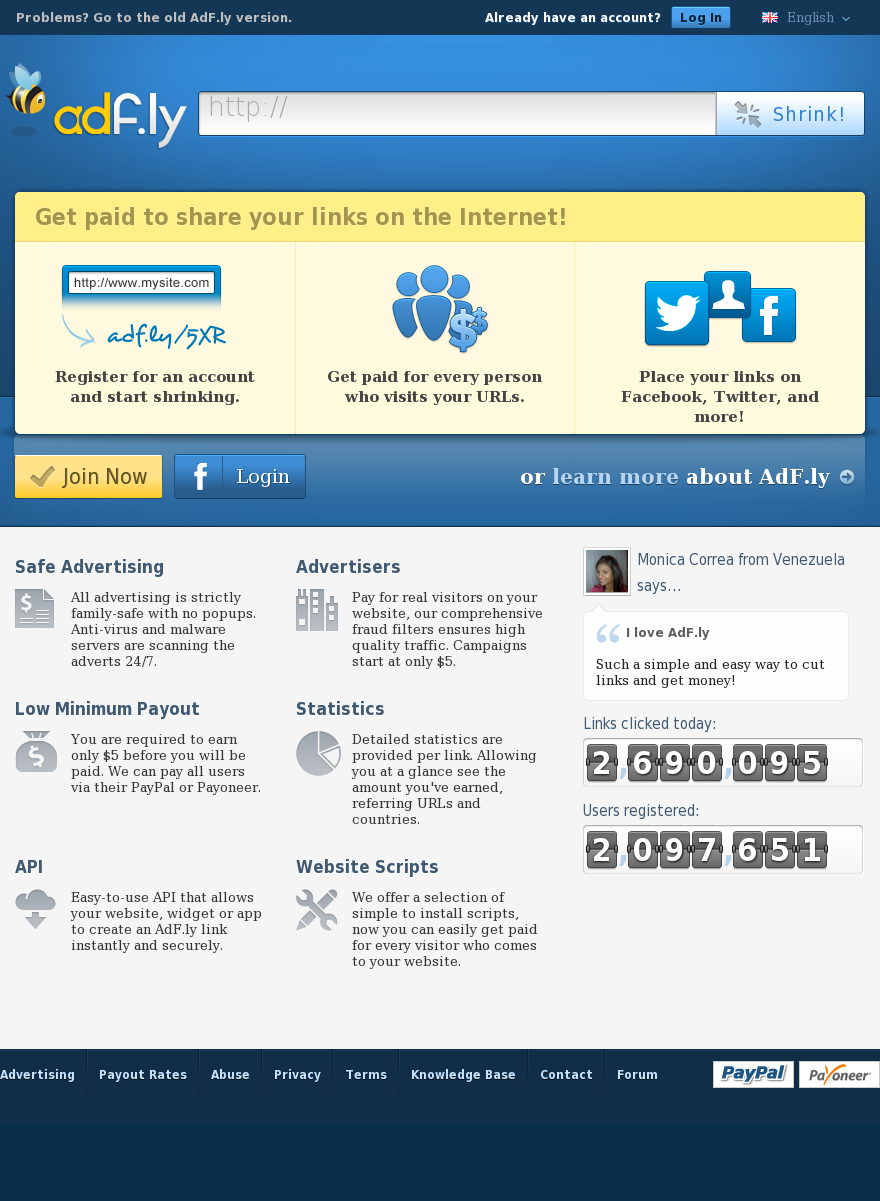 Problems? Go to the old AdF.ly version.
Already have an account? Log In English
adf.ly
http://
Shrink!
Get paid to share your links on the Internet!
http://www.mysite.com
adf.ly/5XR
Register for an account
and start shrinking.
Get paid for every person
who visits your URLs.
Place your links on
Facebook, Twitter, and
more!
Join Now
f Login
or learn more about AdF.ly
Safe Advertising
All advertising is strictly
family-safe with no popups.
Anti-virus and malware
servers are scanning the
adverts 24/7.
Advertisers
Pay for real visitors on your
website, our comprehensive
fraud filters ensures high
quality traffic. Campaigns
start at only $5.
Low Minimum Payout
You are required to earn
only $5 before you will be
paid. We can pay all users
via their PayPal or Payoneer.
Statistics
Detailed statistics are
provided per link. Allowing
you at a glance see the
amount you've earned,
referring URLs and
countries.
API
Easy-to-use API that allows
your website, widget or app
to create an AdF.ly link
instantly and securely.
Website Scripts
We offer a selection of
simple to install scripts,
now you can easily get paid
for every visitor who comes
to your website.
Monica Correa from Venezuela
says...
I love AdF.ly
Such a simple and easy way to cut
links and get money!
Links clicked today:
2,690,095
Users registered:
2,097,651
Advertising Payout Rates Abuse Privacy Terms Knowledge Base Contact Forum PayPal Payoneer